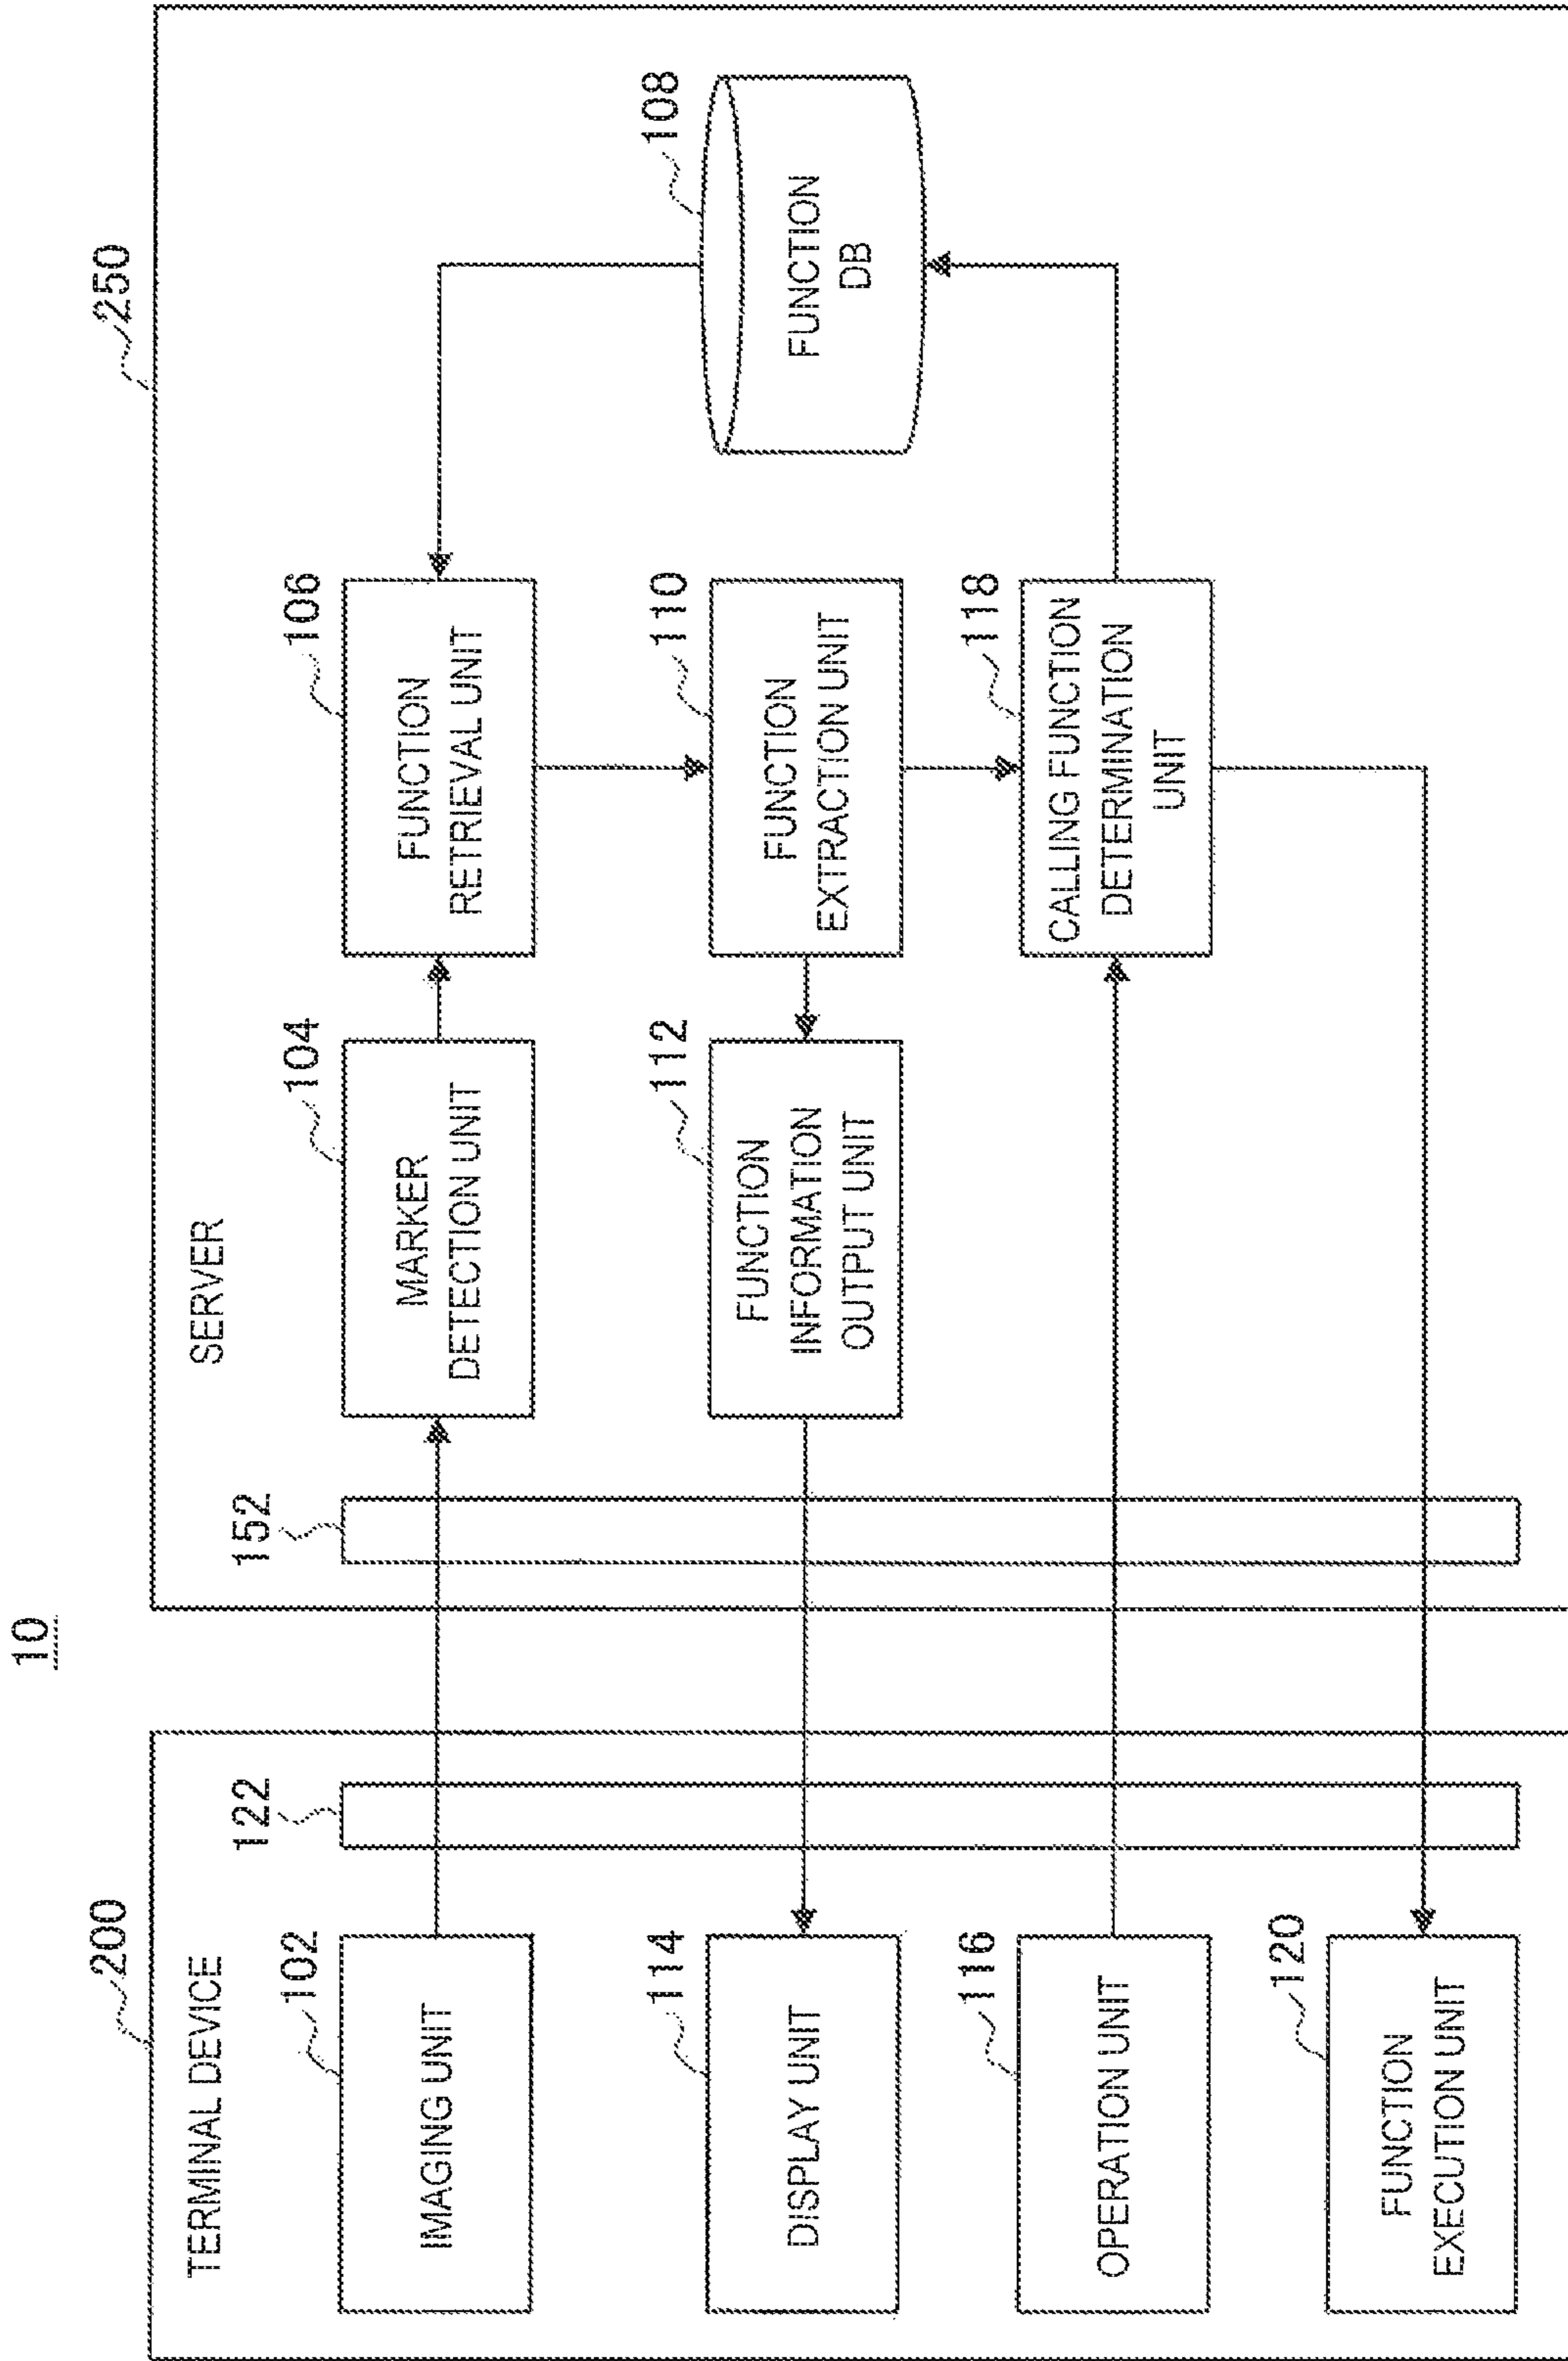 10
200
TERMINAL DEVICE
122
102
IMAGING UNIT
114
DISPLAY UNIT
116
OPERATION UNIT
120
FUNCTION
EXECUTION UNIT
250
SERVER
152
104
MARKER
DETECTION UNIT
106
FUNCTION
RETRIEVAL UNIT
108
FUNCTION
DB
112
FUNCTION
INFORMATION
OUTPUT UNIT
110
FUNCTION
EXTRACTION UNIT
118
CALLING FUNCTION
DETERMINATION
UNIT